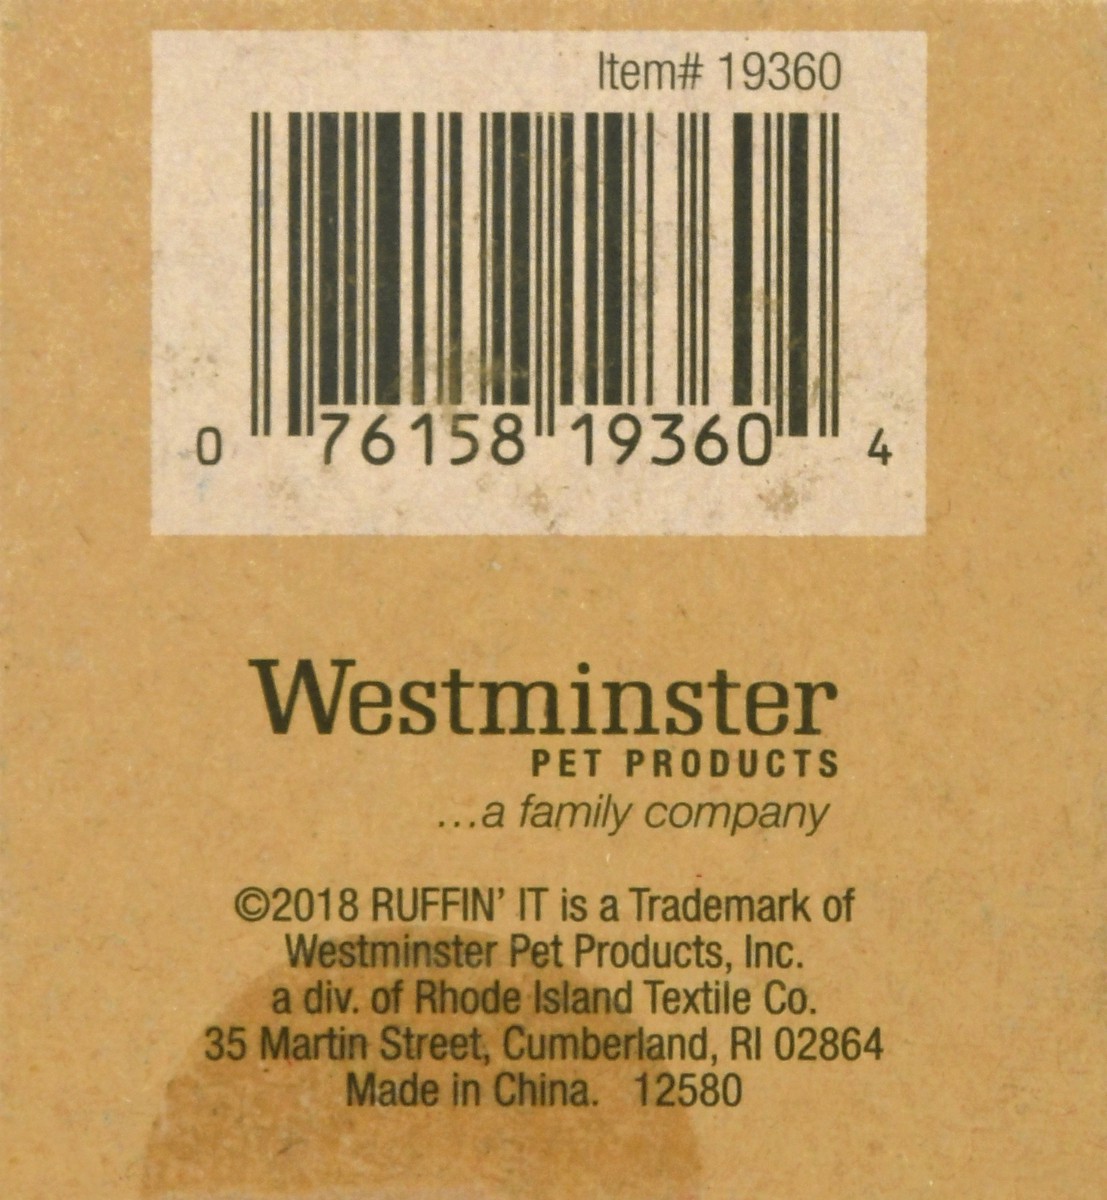 Item# 19360
0 76158 19360 4
Westminster
PET PRODUCTS
...a family company
©2018 RUFFIN' IT is a Trademark of
Westminster Pet Products, Inc.
a div. of Rhode Island Textile Co.
35 Martin Street, Cumberland, RI 02864
Made in China. 12580